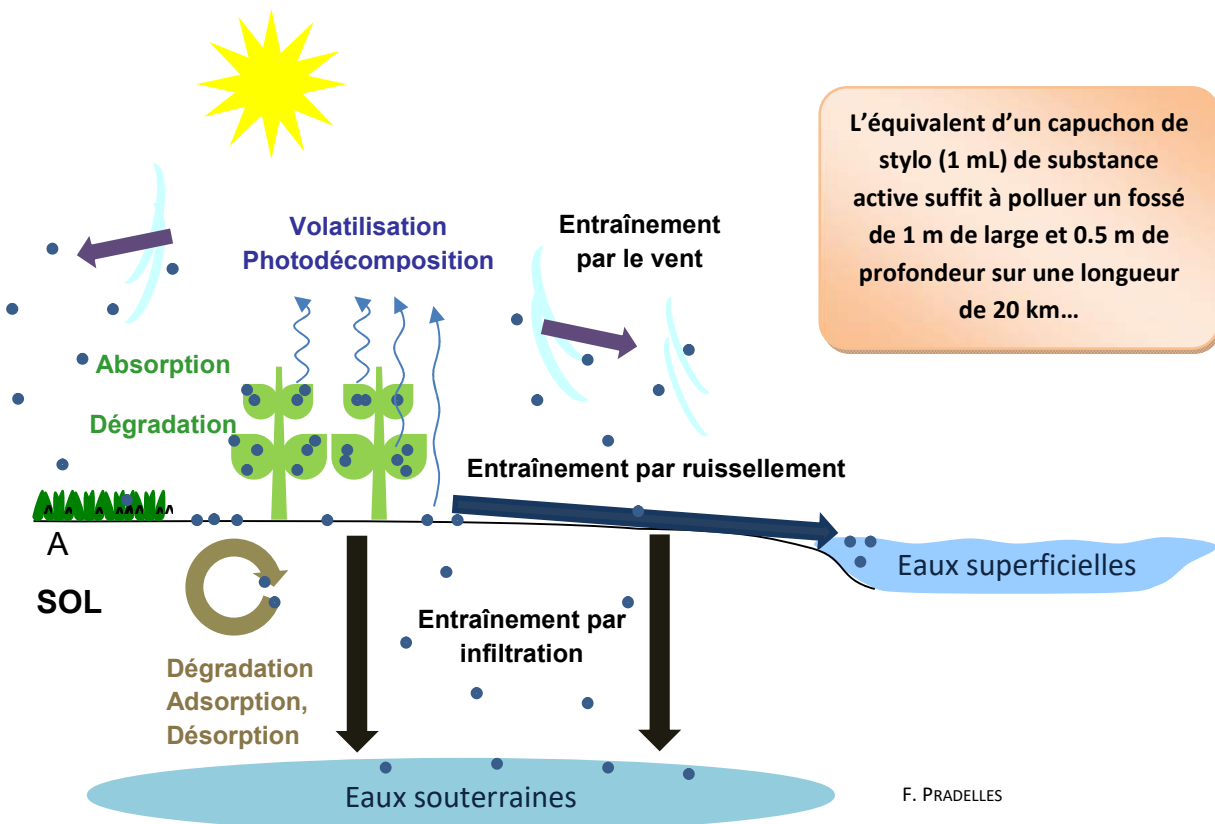 L'équivalent d'un capuchon de
stylo (1 mL) de substance
active suffit à polluer un fossé
de 1 m de large et 0.5 m de
profondeur sur une longueur
de 20 km…
Volatilisation
Photodécomposition
Entraînement
par le vent
Absorption
Dégradation
Entraînement par ruissellement
A
SOL
Eaux superficielles
Entraînement par
infiltration
Dégradation
Adsorption,
Désorption
Eaux souterraines
F. PRADELLES